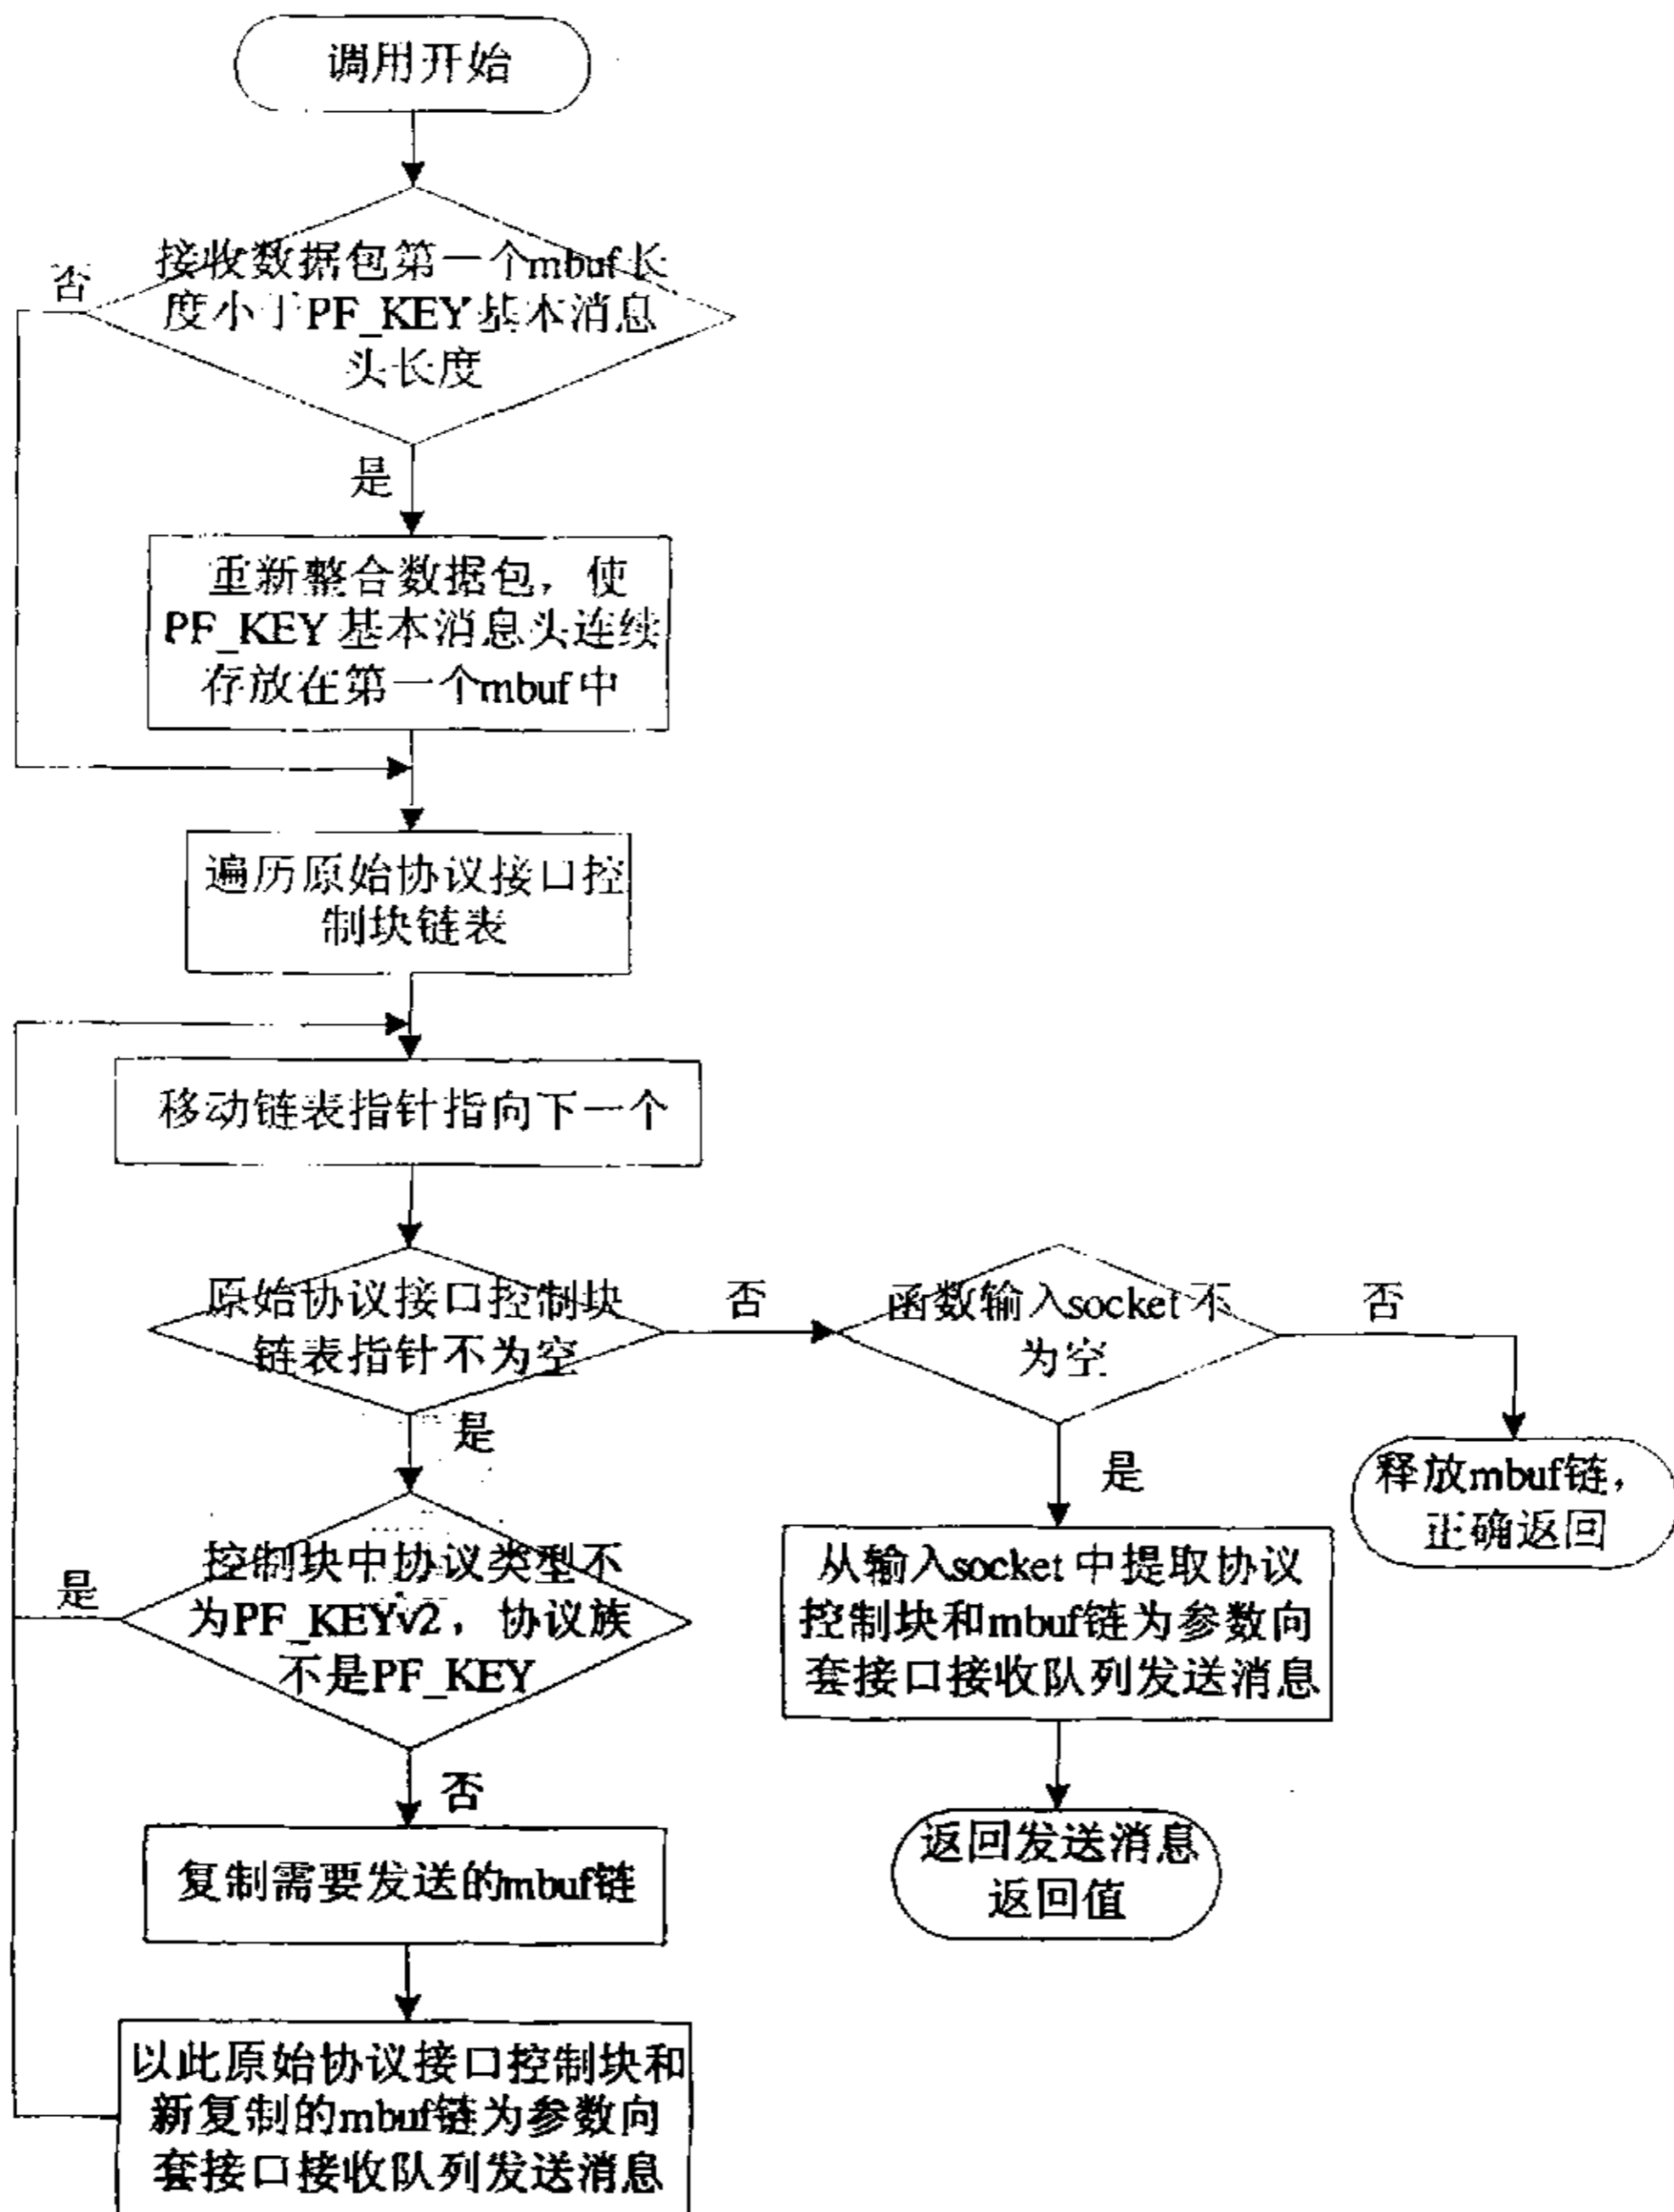 调用开始
接收数据包第一个mbuf长
度小于PF_KEY基本消息
头长度
否
是
重新整合数据包，使
PF_KEY基本消息头连续
存放在第一个mbuf中
遍历原始协议接口控
制块链表
移动链表指针指向下一个
原始协议接口控制块
链表指针不为空
否
函数输入socket不
为空
否
是
是
释放mbuf链，
正确返回
控制块中协议类型不
为PF_KEYv2，协议族
不是PF_KEY
是
从输入socket中提取协议
控制块和mbuf链为参数向
套接口接收队列发送消息
否
复制需要发送的mbuf链
返回发送消息
返回值
以此原始协议接口控制块和
新复制的mbuf链为参数向
套接口接收队列发送消息